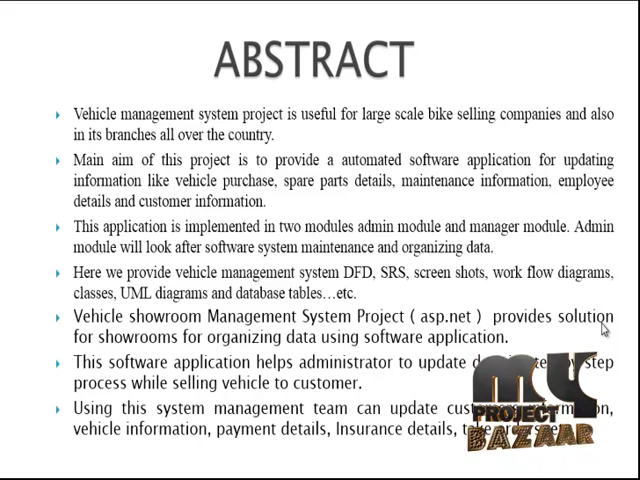 ABSTRACT
Vehicle management system project is useful for large scale bike selling companies and also
in its branches all over the country.
Main aim of this project is to provide a automated software application for updating
information like vehicle purchase, spare parts details, maintenance information, employee
details and customer information.
This application is implemented in two modules admin module and manager module. Admin
module will look after software system maintenance and organizing data.
Here we provide vehicle management system DFD, SRS, screen shots, work flow diagrams,
classes, UML diagrams and database tables…etc.
Vehicle showroom Management System Project ( asp.net ) provides solution
for showrooms for organizing data using software application.
This software application helps administrator to update step
process while selling vehicle to customer.
Using this system management team can update
vehicle information, payment details, Insurance details,
MY
PROJECT
BAZAAR